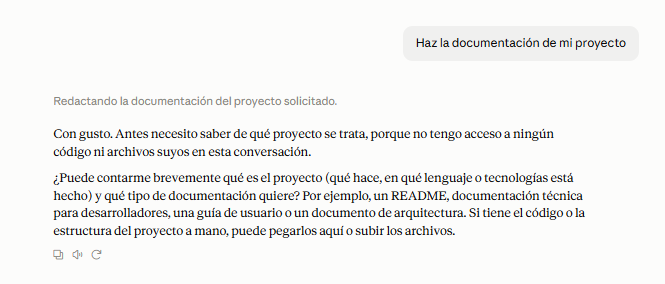 Haz la documentación de mi proyecto
Redactando la documentación del proyecto solicitado.
Con gusto. Antes necesito saber de qué proyecto se trata, porque no tengo acceso a ningún
código ni archivos suyos en esta conversación.
¿Puede contarme brevemente qué es el proyecto (qué hace, en qué lenguaje o tecnologías está
hecho) y qué tipo de documentación quiere? Por ejemplo, un README, documentación técnica
para desarrolladores, una guía de usuario o un documento de arquitectura. Si tiene el código o la
estructura del proyecto a mano, puede pegarlos aquí o subir los archivos.